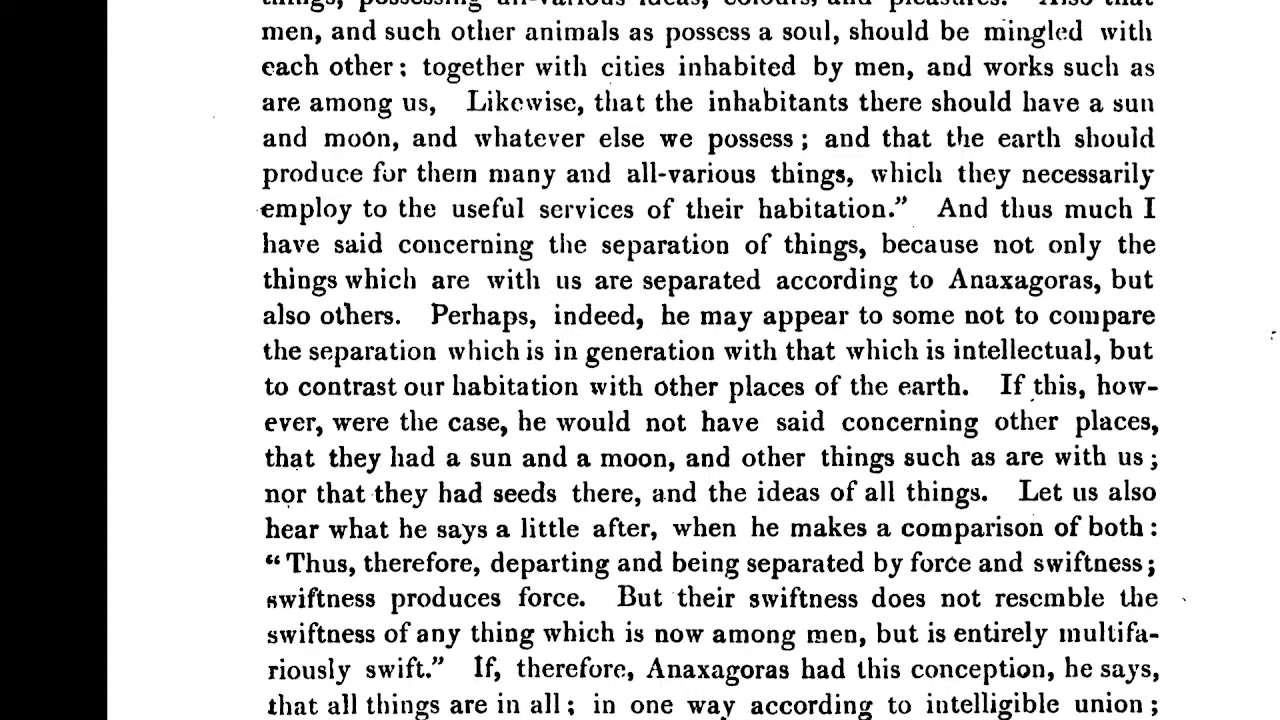 things, possessing all-various ideas, colours, and pleasures. Also that
men, and such other animals as possess a soul, should be mingled with
each other; together with cities inhabited by men, and works such as
are among us, Likewise, that the inhabitants there should have a sun
and moon, and whatever else we possess; and that the earth should
produce for them many and all-various things, which they necessarily
employ to the useful services of their habitation.” And thus much I
have said concerning the separation of things, because not only the
things which are with us are separated according to Anaxagoras, but
also others. Perhaps, indeed, he may appear to some not to compare
the separation which is in generation with that which is intellectual, but
to contrast our habitation with other places of the earth. If this, how-
ever, were the case, he would not have said concerning other places,
that they had a sun and a moon, and other things such as are with us;
nor that they had seeds there, and the ideas of all things. Let us also
hear what he says a little after, when he makes a comparison of both:
“Thus, therefore, departing and being separated by force and swiftness;
swiftness produces force. But their swiftness does not resemble the
swiftness of any thing which is now among men, but is entirely multifa-
riously swift.” If, therefore, Anaxagoras had this conception, he says,
that all things are in all; in one way according to intelligible union;